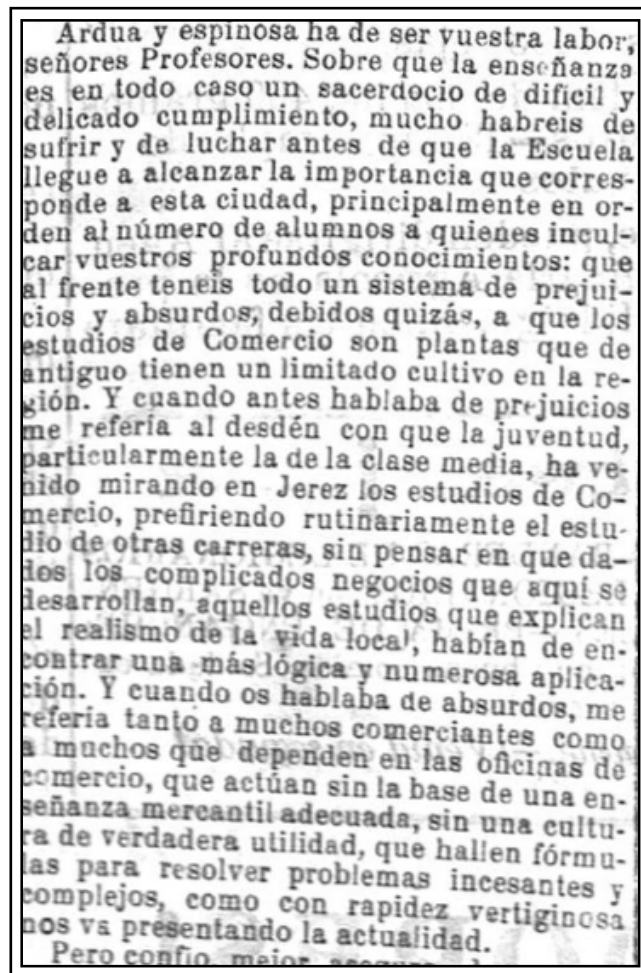 Ardua y espinosa ha de ser vuestra labor,
señores Profesores. Sobre que la enseñanza
es en todo caso un sacerdocio de difícil y
delicado cumplimiento, mucho habreis de
sufrir y de luchar antes de que la Escuela
llegue a alcanzar la importancia que corres-
ponde a esta ciudad, principalmente en or-
den al número de alumnos a quienes incul-
car vuestros profundos conocimientos: que
al frente teneis todo un sistema de prejui-
cios y absurdos, debidos quizás, a que los
estudios de Comercio son plantas que de
antiguo tienen un limitado cultivo en la re-
gión. Y cuando antes hablaba de prejuicios
me refería al desdén con que la juventud,
particularmente la de la clase media, ha ve-
nido mirando en Jerez los estudios de Co-
mercio, prefiriendo rutinariamente el estu-
dio de otras carreras, sin pensar en que da-
dos los complicados negocios que aquí se
desarrollan, aquellos estudios que explican
el realismo de la vida local, habían de en-
contrar una más lógica y numerosa aplica-
ción. Y cuando os hablaba de absurdos, me
refería tanto a muchos comerciantes como
a muchos que dependen en las oficinas de
comercio, que actúan sin la base de una en-
señanza mercantil adecuada, sin una cultu-
ra de verdadera utilidad, que hallen fórmu-
las para resolver problemas incesantes y
complejos, como con rapidez vertiginosa
nos va presentando la actualidad.
Pero confío mejor